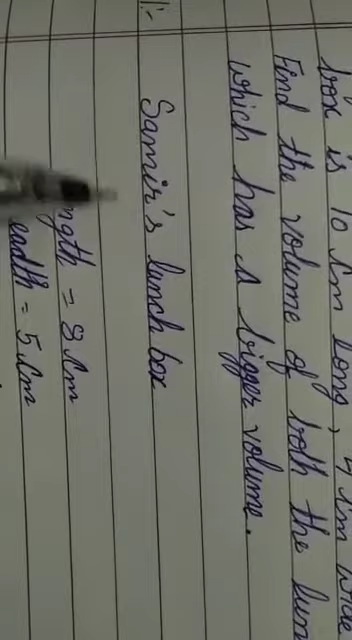 box is 10 cm long, 4 cm wide
Find the volume of both the lun
which has a bigger volume.
:-
Samir's lunch box
ngth = 8 cm
eadth = 5 cm